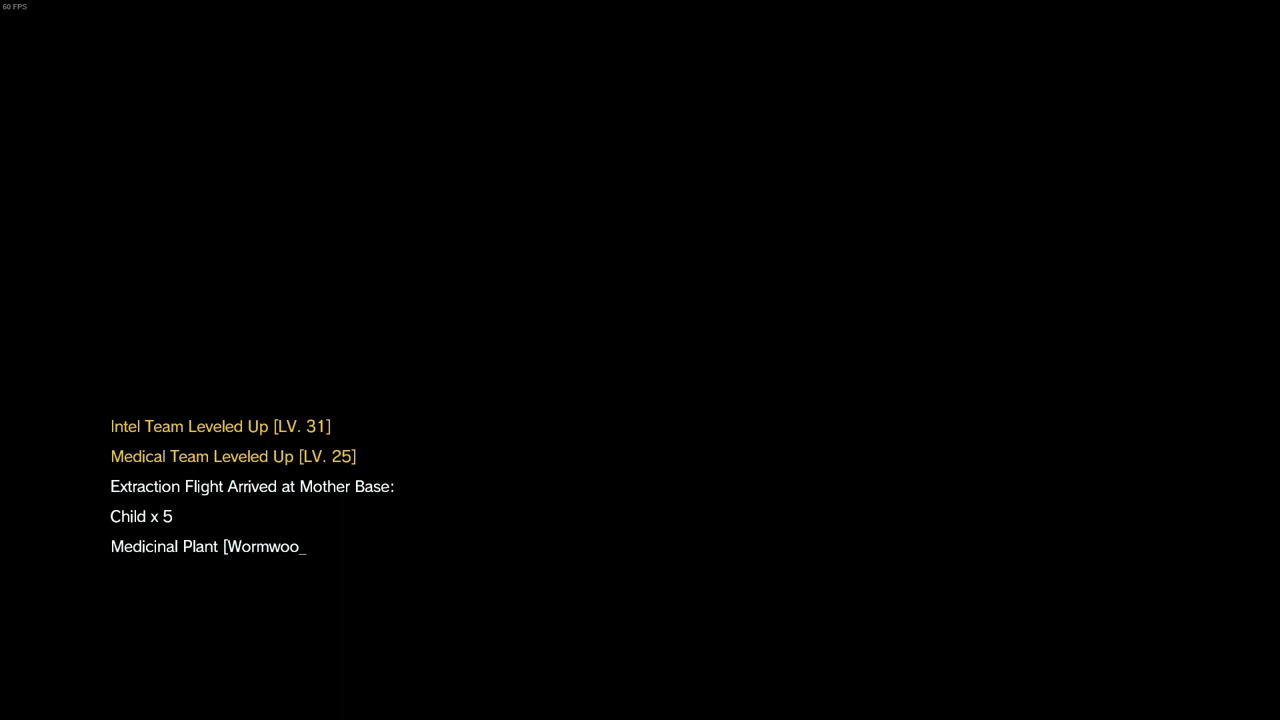 60 FPS
Intel Team Leveled Up [LV. 31]
Medical Team Leveled Up [LV. 25]
Extraction Flight Arrived at Mother Base:
Child x 5
Medicinal Plant [Wormwoo_